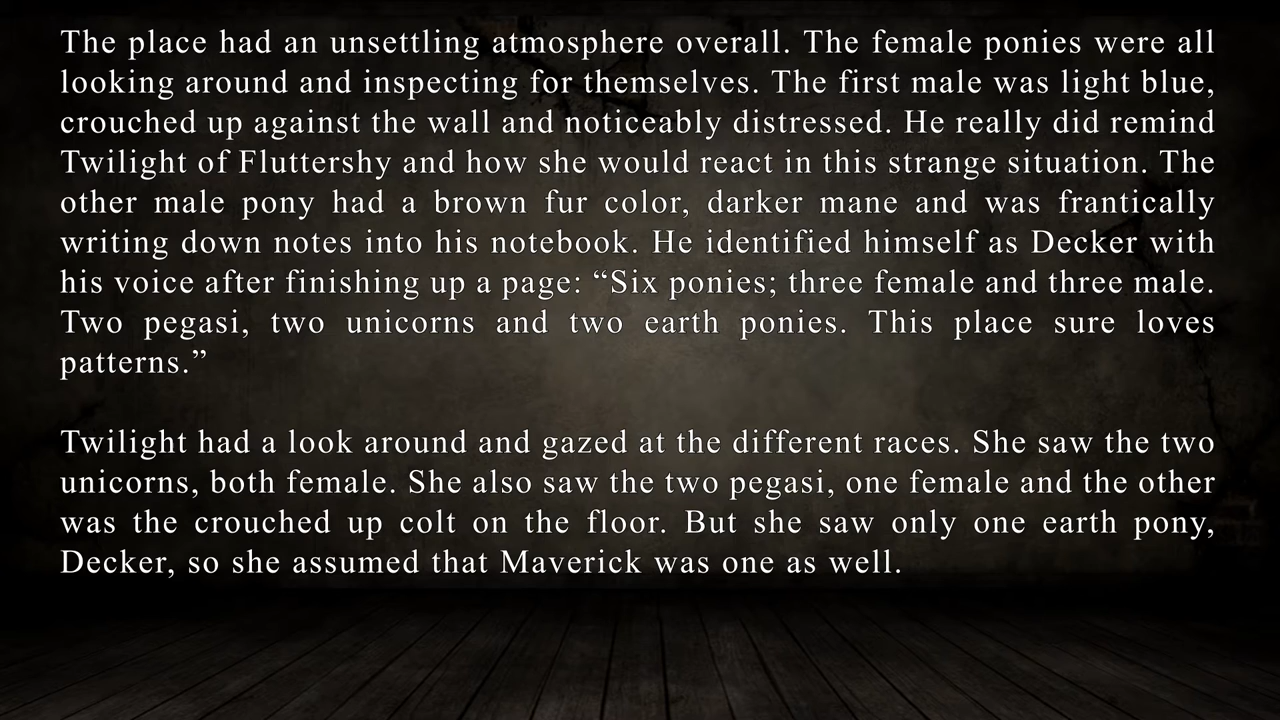 The place had an unsettling atmosphere overall. The female ponies were all
looking around and inspecting for themselves. The first male was light blue,
crouched up against the wall and noticeably distressed. He really did remind
Twilight of Fluttershy and how she would react in this strange situation. The
other male pony had a brown fur color, darker mane and was frantically
writing down notes into his notebook. He identified himself as Decker with
his voice after finishing up a page: “Six ponies; three female and three male.
Two pegasi, two unicorns and two earth ponies. This place sure loves
patterns.”
Twilight had a look around and gazed at the different races. She saw the two
unicorns, both female. She also saw the two pegasi, one female and the other
was the crouched up colt on the floor. But she saw only one earth pony,
Decker, so she assumed that Maverick was one as well.